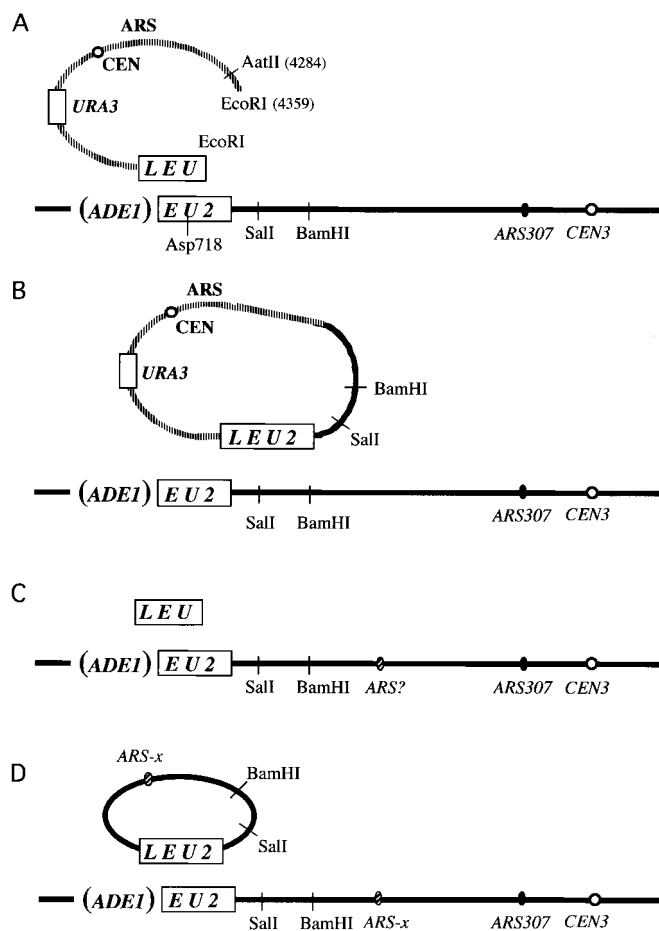 A
ARS
CEN
AatII (4284)
EcoRI (4359)
URA3
EcoRI
LEU
(ADE1) EU2
Asp718 SalI BamHI ARS307 CEN3
B
ARS
CEN
URA3
BamHI
SalI
LEU2
(ADE1) EU2
SalI BamHI ARS307 CEN3
C
LEU
(ADE1) EU2
SalI BamHI ARS? ARS307 CEN3
D
ARS-x
BamHI
SalI
LEU2
(ADE1) EU2
SalI BamHI ARS-x ARS307 CEN3